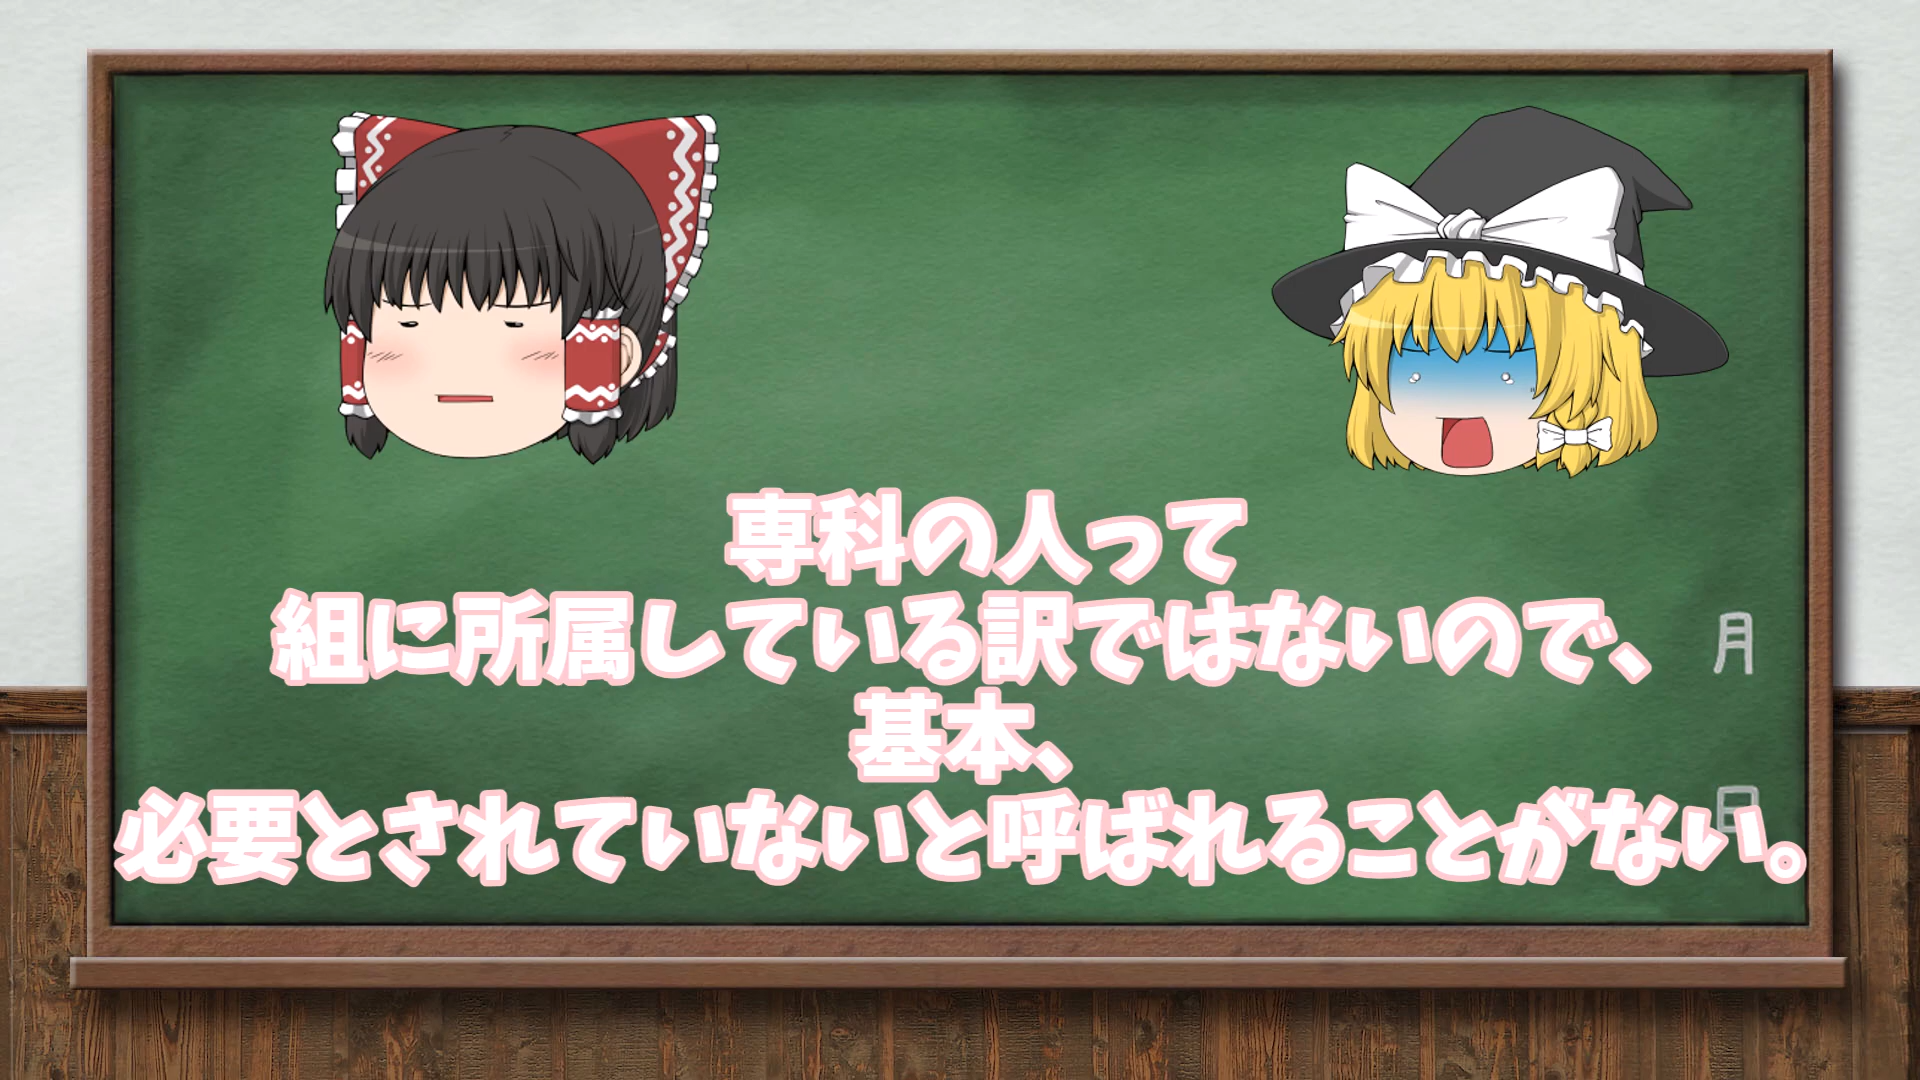 専科の人って
組に所属している訳ではないので、
基本、
必要とされていないと呼ばれることがない。
月
日